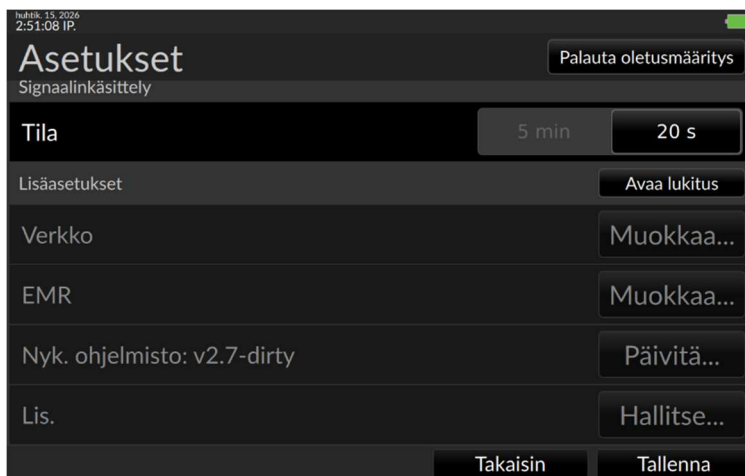 huhtik. 15, 2026
2:51:08 IP.
Asetukset
Palauta oletusmääritys
Signaalinkäsittely
Tila
5 min
20 s
Lisäasetukset
Avaa lukitus
Verkko
Muokkaa...
EMR
Muokkaa...
Nyk. ohjelmisto: v2.7-dirty
Päivitä...
Lis.
Hallitse...
Takaisin
Tallenna